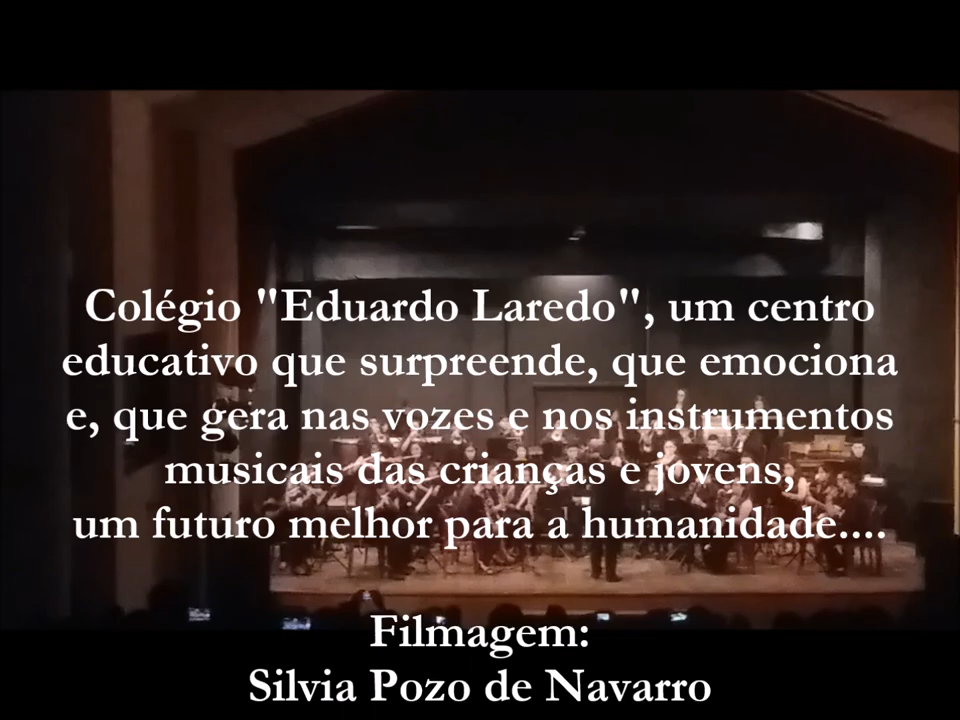 Colégio "Eduardo Laredo", um centro
educativo que surpreende, que emociona
e, que gera nas vozes e nos instrumentos
musicais das crianças e jovens,
um futuro melhor para a humanidade....
Filmagem:
Silvia Pozo de Navarro